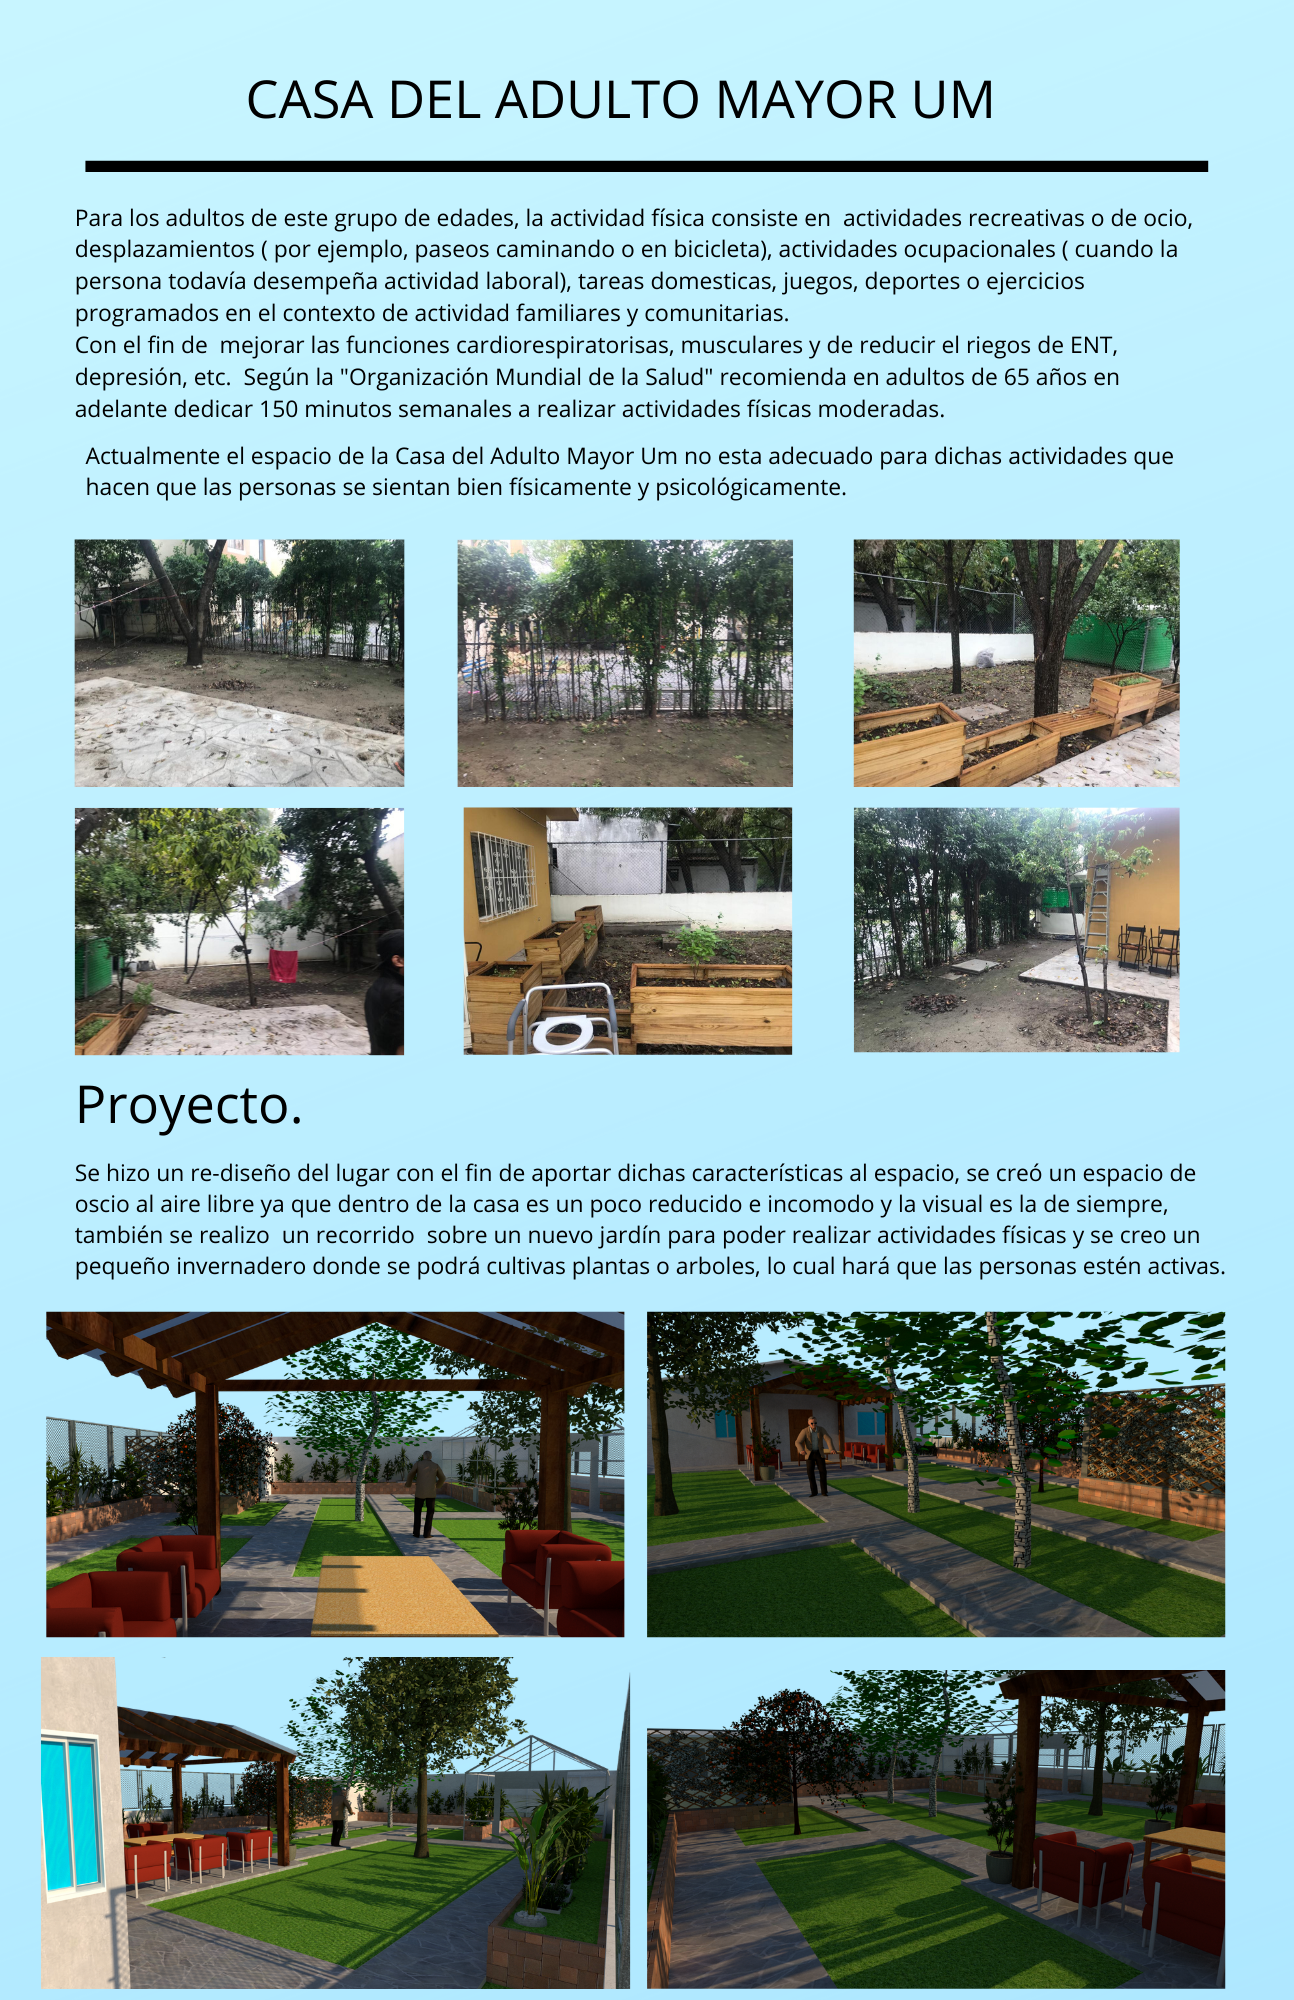 CASA DEL ADULTO MAYOR UM
Para los adultos de este grupo de edades, la actividad física consiste en  actividades recreativas o de ocio,
desplazamientos ( por ejemplo, paseos caminando o en bicicleta), actividades ocupacionales ( cuando la
persona todavía desempeña actividad laboral), tareas domesticas, juegos, deportes o ejercicios
programados en el contexto de actividad familiares y comunitarias.
Con el fin de  mejorar las funciones cardiorespiratorisas, musculares y de reducir el riegos de ENT,
depresión, etc.  Según la "Organización Mundial de la Salud" recomienda en adultos de 65 años en
adelante dedicar 150 minutos semanales a realizar actividades físicas moderadas.
Actualmente el espacio de la Casa del Adulto Mayor Um no esta adecuado para dichas actividades que
hacen que las personas se sientan bien físicamente y psicológicamente.
Proyecto.
Se hizo un re-diseño del lugar con el fin de aportar dichas características al espacio, se creó un espacio de
oscio al aire libre ya que dentro de la casa es un poco reducido e incomodo y la visual es la de siempre,
también se realizo  un recorrido  sobre un nuevo jardín para poder realizar actividades físicas y se creo un
pequeño invernadero donde se podrá cultivas plantas o arboles, lo cual hará que las personas estén activas.